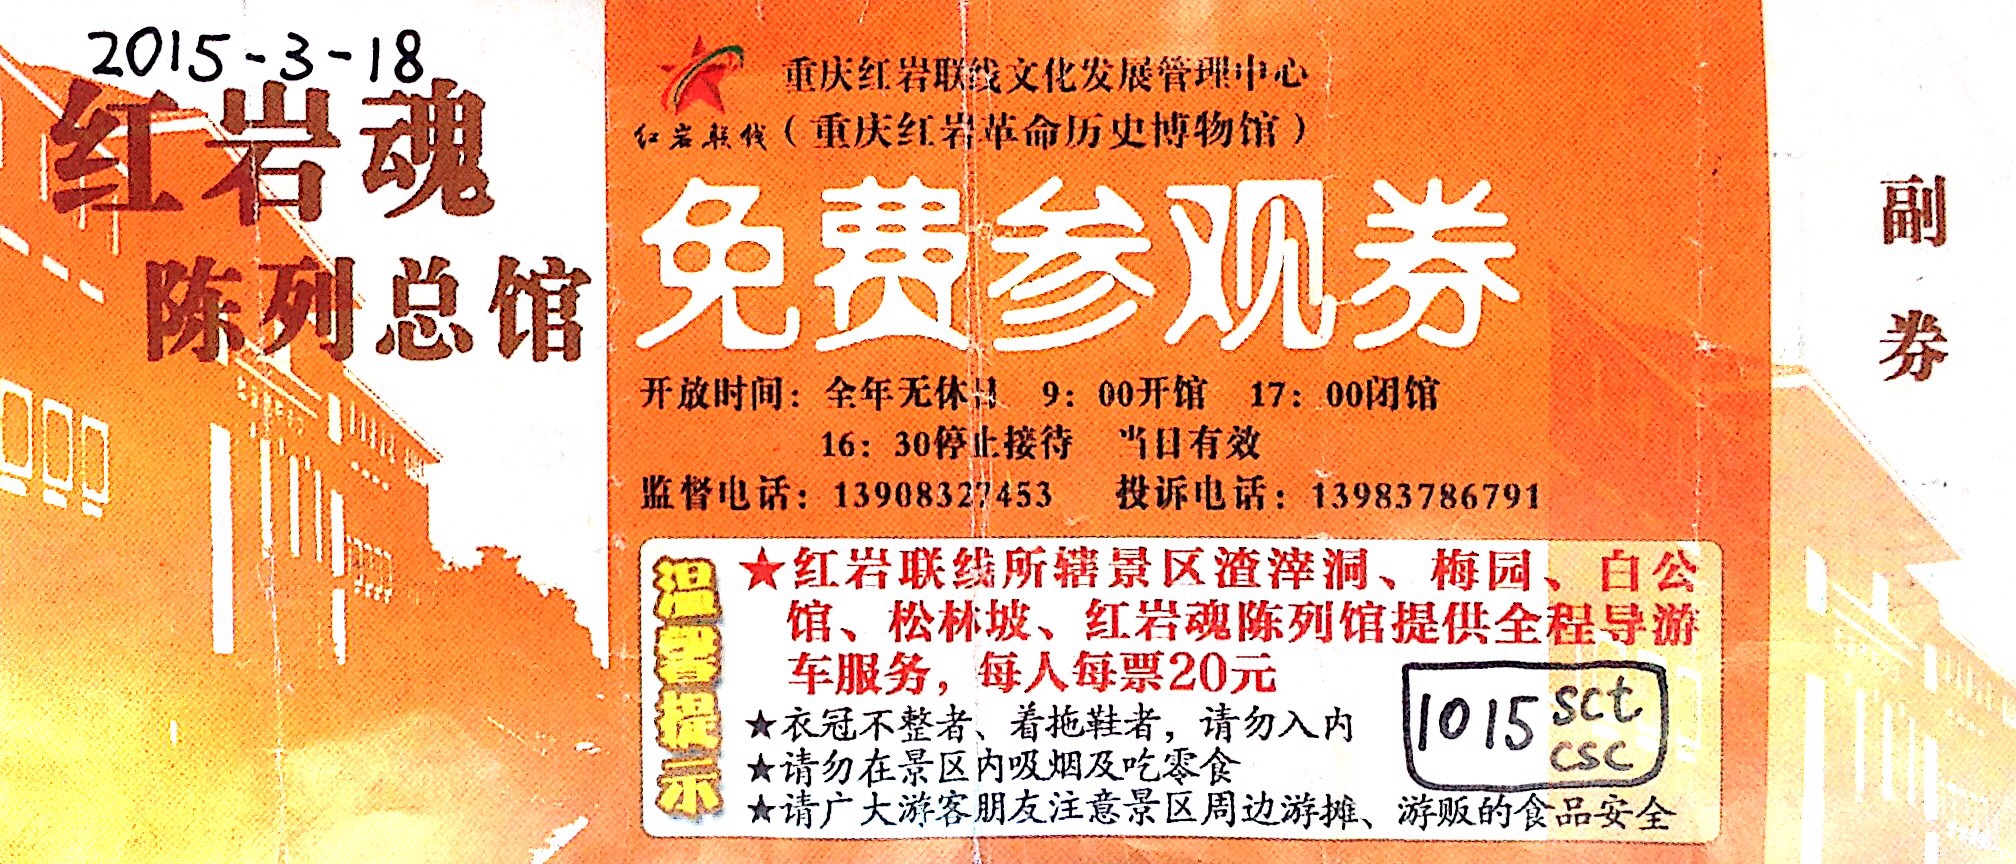 2015-3-18
红岩魂
陈列总馆
红岩联线
重庆红岩联线文化发展管理中心
（重庆红岩革命历史博物馆）
免费参观券
开放时间：全年无休日 9：00开馆 17：00闭馆
16：30停止接待 当日有效
监督电话：13908327453 投诉电话：13983786791
温馨提示
★红岩联线所辖景区渣滓洞、梅园、白公
馆、松林坡、红岩魂陈列馆提供全程导游
车服务，每人每票20元
★衣冠不整者、着拖鞋者，请勿入内
★请勿在景区内吸烟及吃零食
★请广大游客朋友注意景区周边游摊、游贩的食品安全
1015 sct
csc
副券